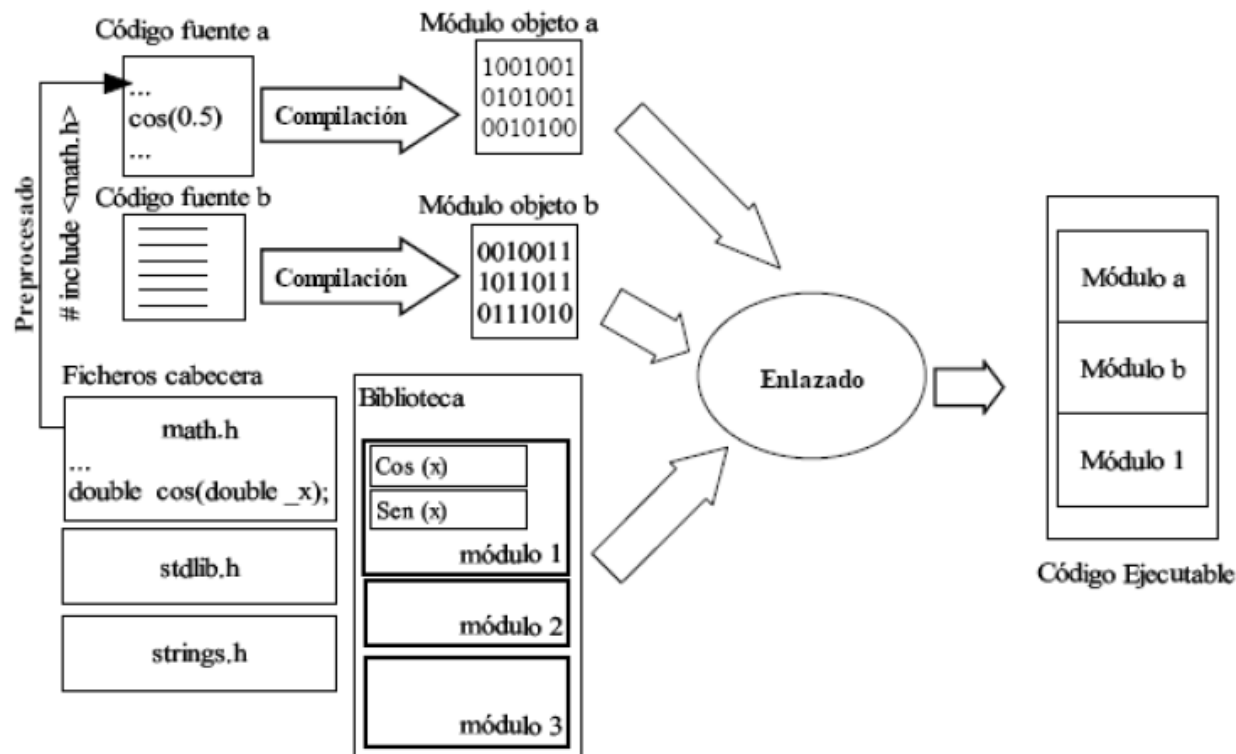 Código fuente a
...
cos(0.5)
...
Compilación
Módulo objeto a
1001001
0101001
0010100
Preprocesado
# include <math.h>
Código fuente b
Compilación
Módulo objeto b
0010011
1011011
0111010
Ficheros cabecera
math.h
...
double cos(double _x);
stdlib.h
strings.h
Biblioteca
Cos (x)
Sen (x)
módulo 1
módulo 2
módulo 3
Enlazado
Módulo a
Módulo b
Módulo 1
Código Ejecutable